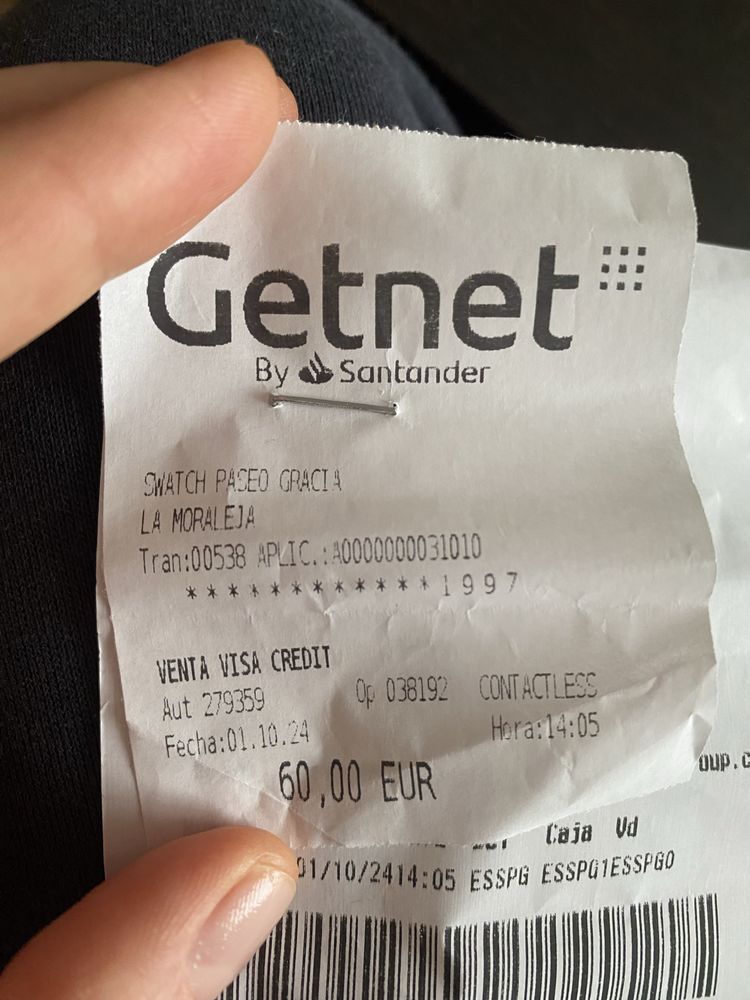 Getnet
By Santander
SWATCH PASEO GRACIA
LA MORALEJA
Tran:00538 APLIC.:A0000000031010
************1997
VENTA VISA CREDIT
Aut 279359 Op 038192 CONTACTLESS
Fecha:01.10.24 Hora:14:05
60,00 EUR
Caja Vd
01/10/2414:05 ESSPG ESSPG1ESSPG0